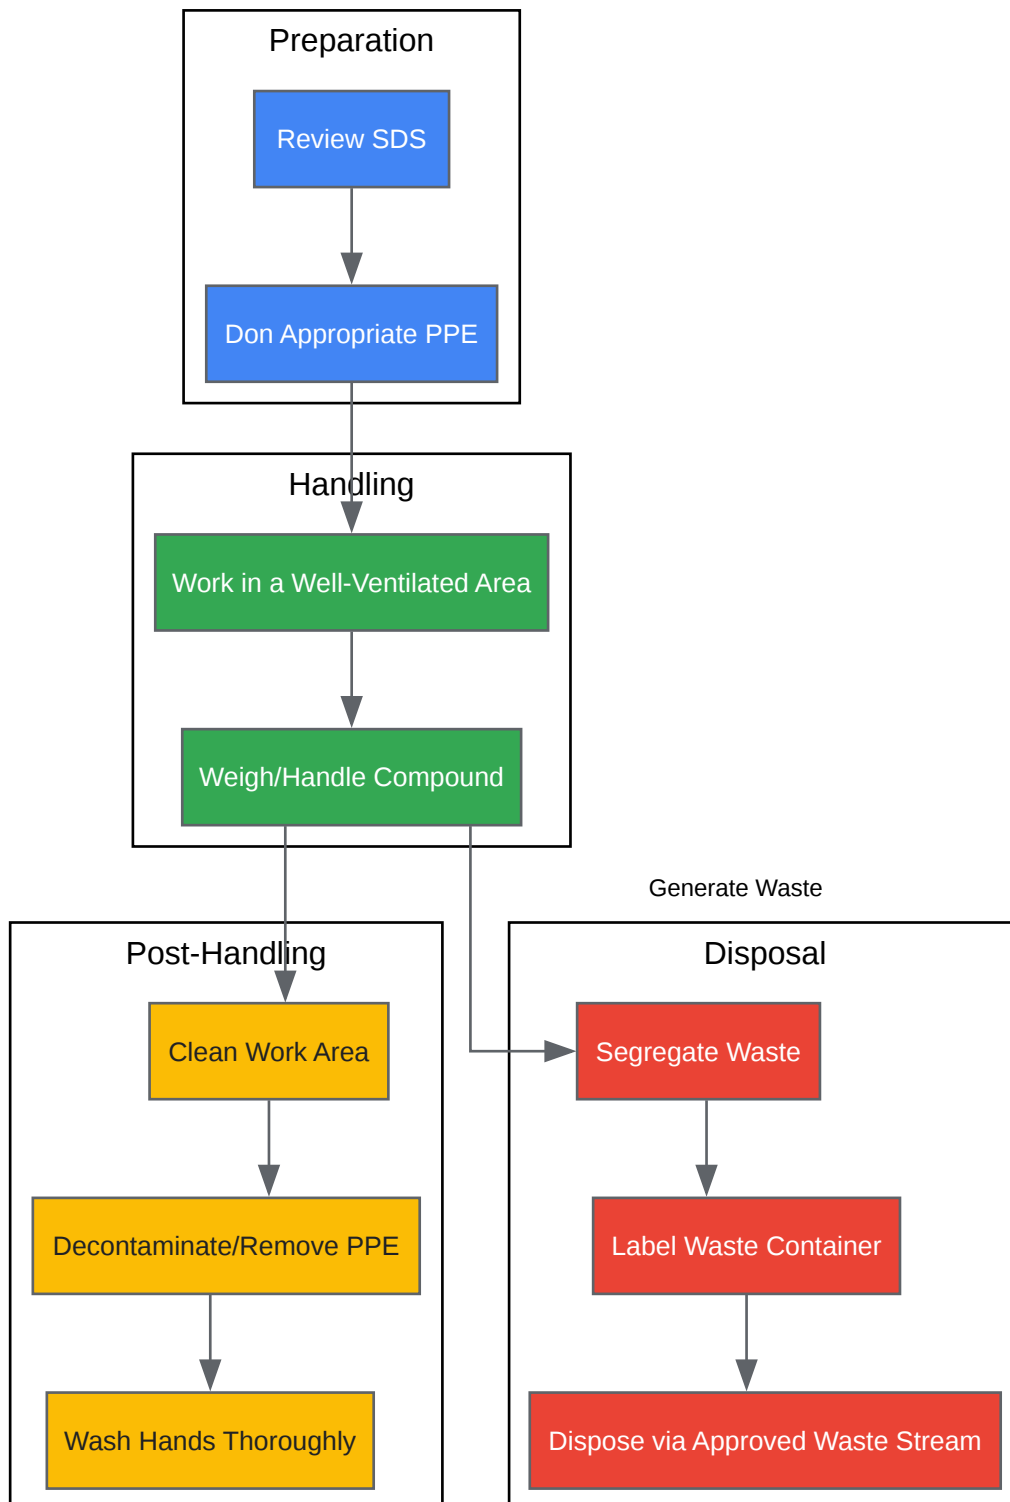 Preparation
Review SDS
Don Appropriate PPE
Handling
Work in a Well-Ventilated Area
Weigh/Handle Compound
Generate Waste
Post-Handling
Clean Work Area
Decontaminate/Remove PPE
Wash Hands Thoroughly
Disposal
Segregate Waste
Label Waste Container
Dispose via Approved Waste Stream